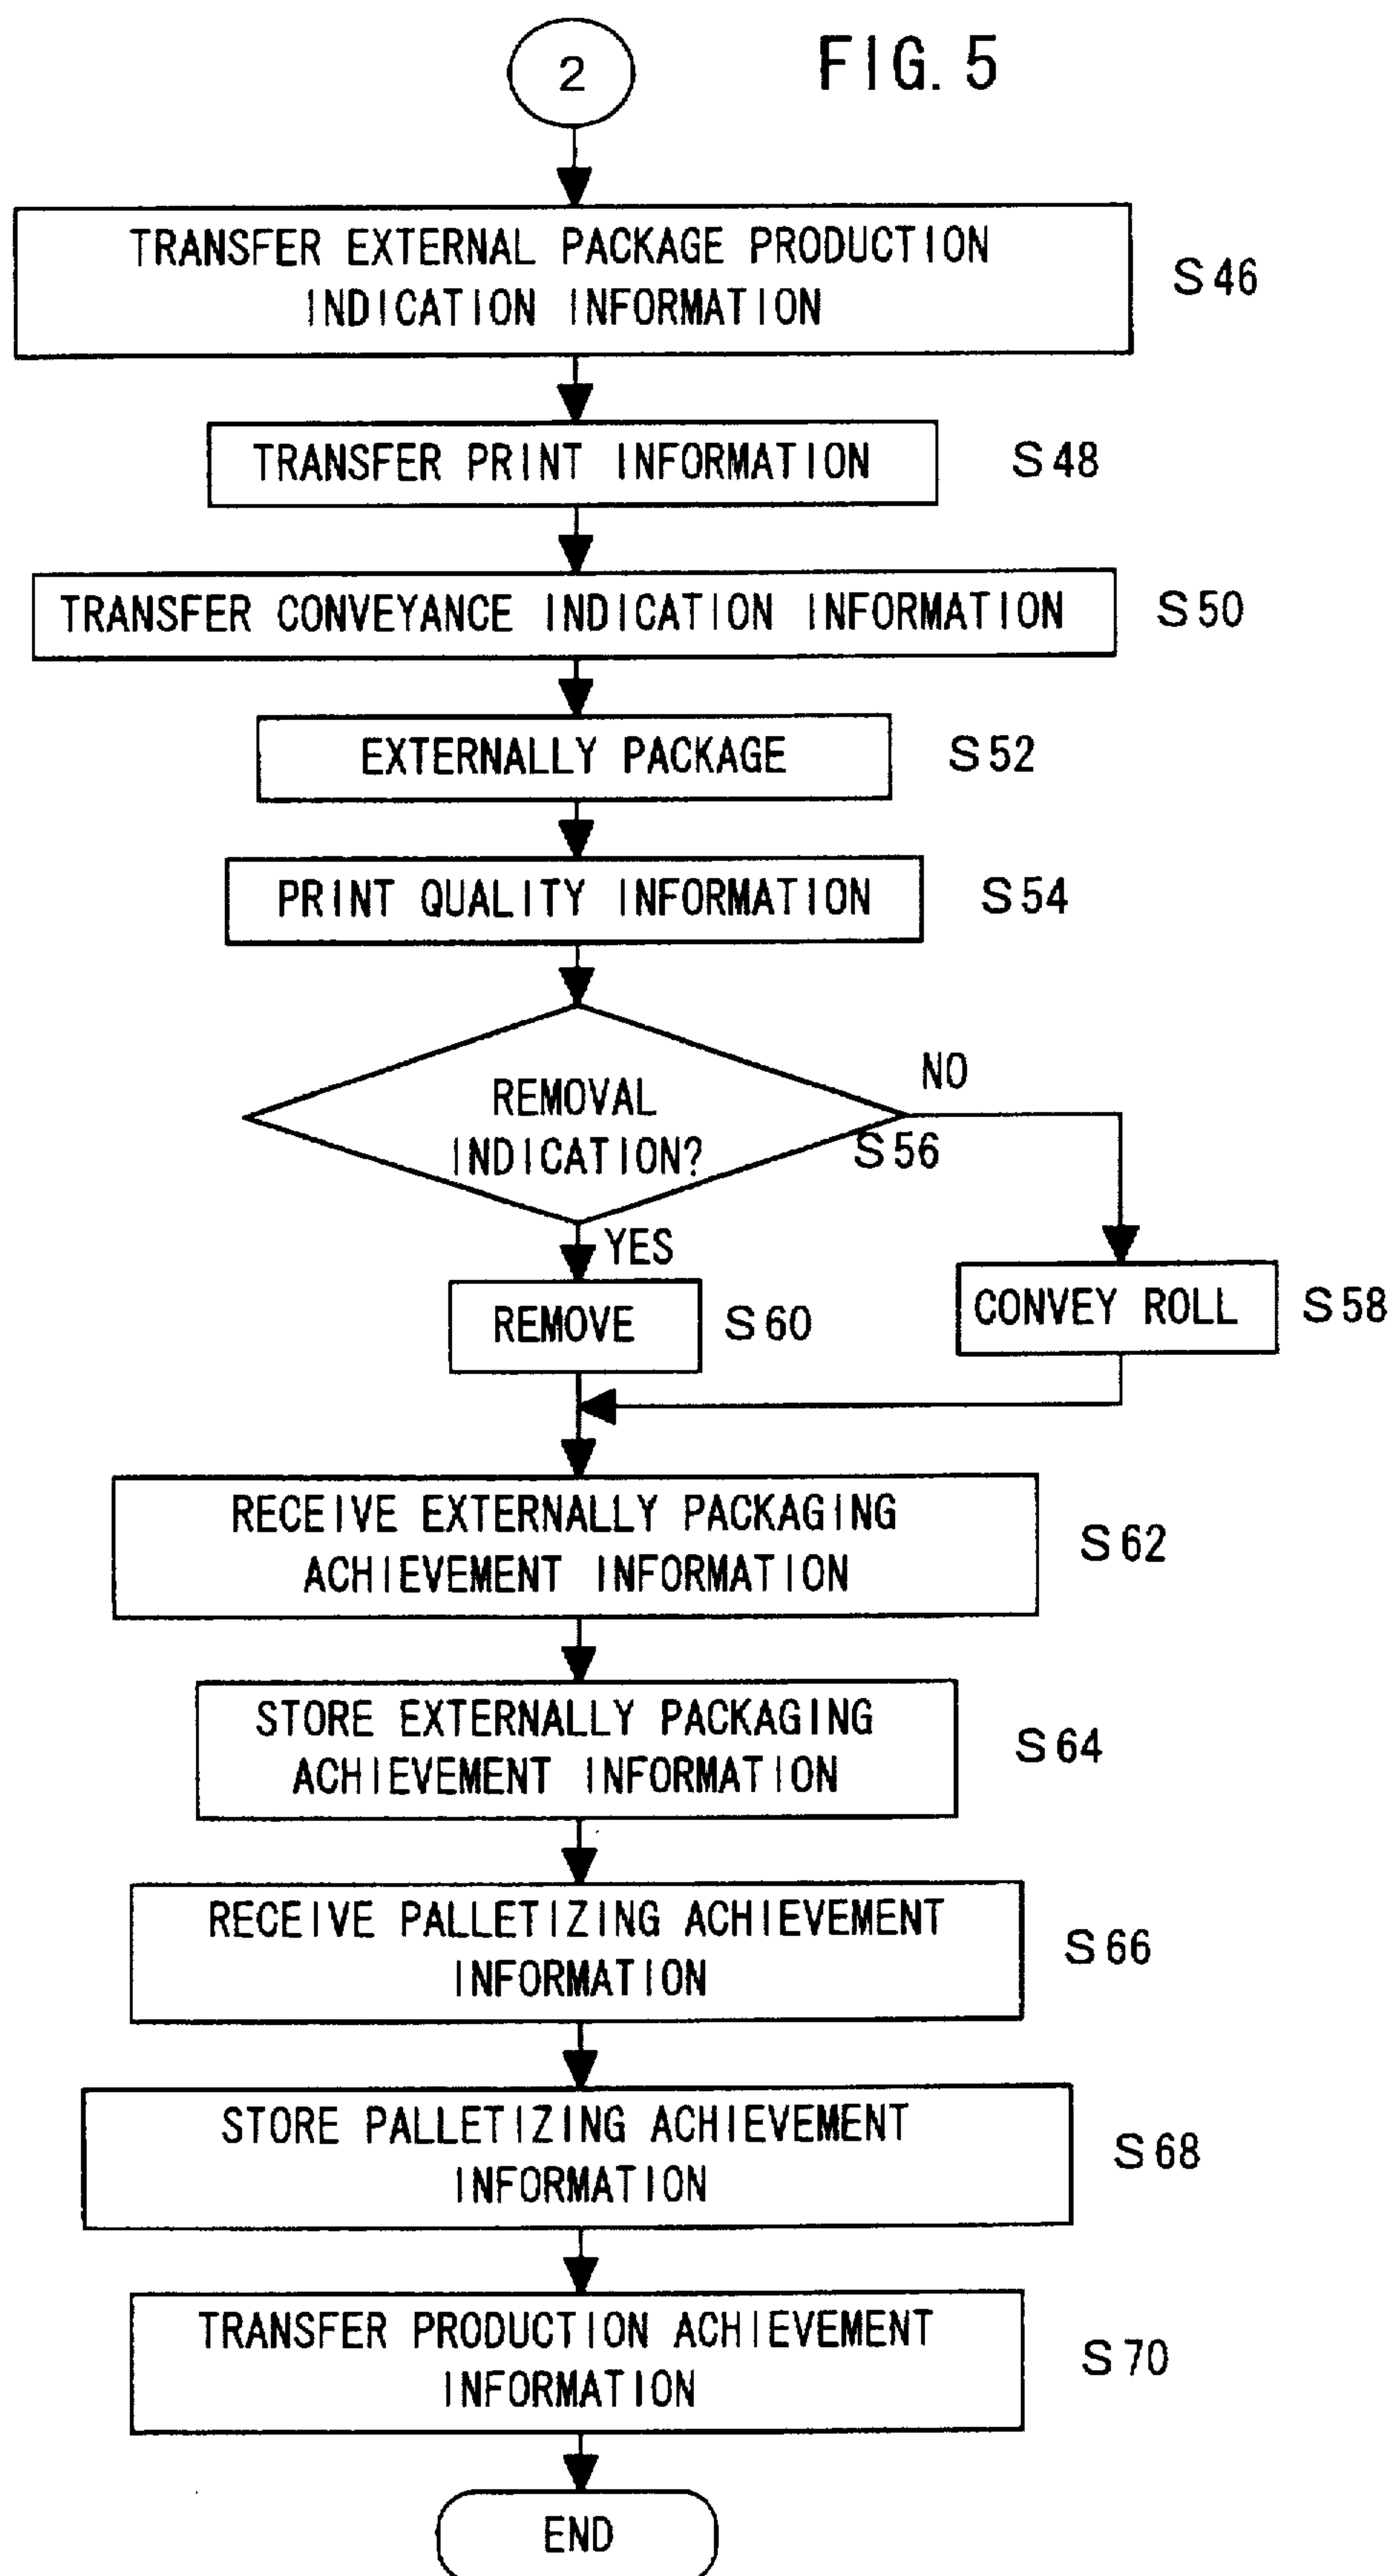 FIG. 5
2
TRANSFER EXTERNAL PACKAGE PRODUCTION
INDICATION INFORMATION
S46
TRANSFER PRINT INFORMATION
S48
TRANSFER CONVEYANCE INDICATION INFORMATION
S50
EXTERNALLY PACKAGE
S52
PRINT QUALITY INFORMATION
S54
REMOVAL
INDICATION?
S56
NO
YES
REMOVE
S60
CONVEY ROLL
S58
RECEIVE EXTERNALLY PACKAGING
ACHIEVEMENT INFORMATION
S62
STORE EXTERNALLY PACKAGING
ACHIEVEMENT INFORMATION
S64
RECEIVE PALLETIZING ACHIEVEMENT
INFORMATION
S66
STORE PALLETIZING ACHIEVEMENT
INFORMATION
S68
TRANSFER PRODUCTION ACHIEVEMENT
INFORMATION
S70
END